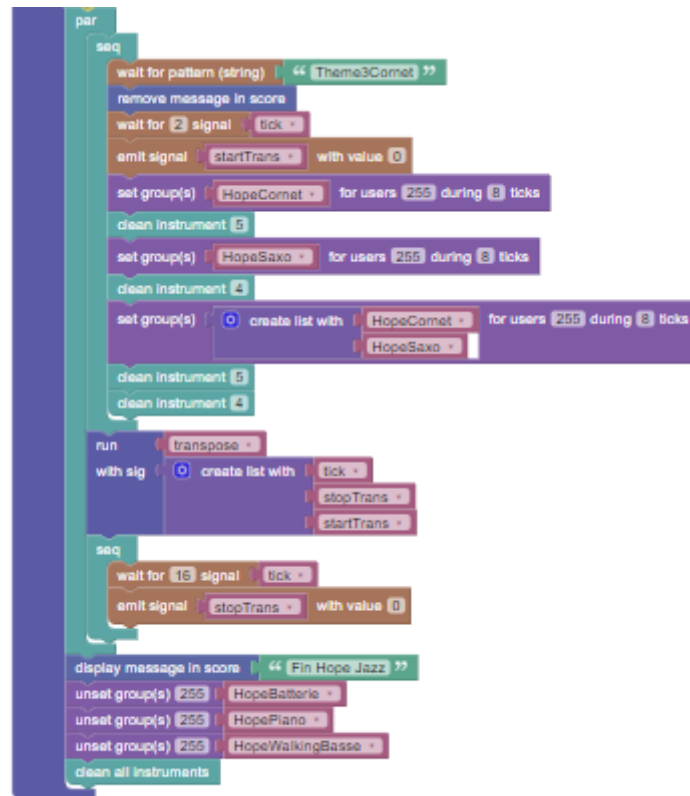 par
seq
wait for pattern (string) “ Theme3Cornet ”
remove message in score
wait for 2 signal tick
emit signal startTrans with value 0
set group(s) HopeCornet for users 255 during 8 ticks
clean instrument 5
set group(s) HopeSaxo for users 255 during 8 ticks
clean instrument 4
set group(s) create list with HopeCornet for users 255 during 8 ticks
HopeSaxo
clean instrument 5
clean instrument 4
run transpose
with sig create list with tick
stopTrans
startTrans
seq
wait for 16 signal tick
emit signal stopTrans with value 0
display message in score “ Fin Hope Jazz ”
unset group(s) 255 HopeBatterie
unset group(s) 255 HopePiano
unset group(s) 255 HopeWalkingBasse
clean all instruments